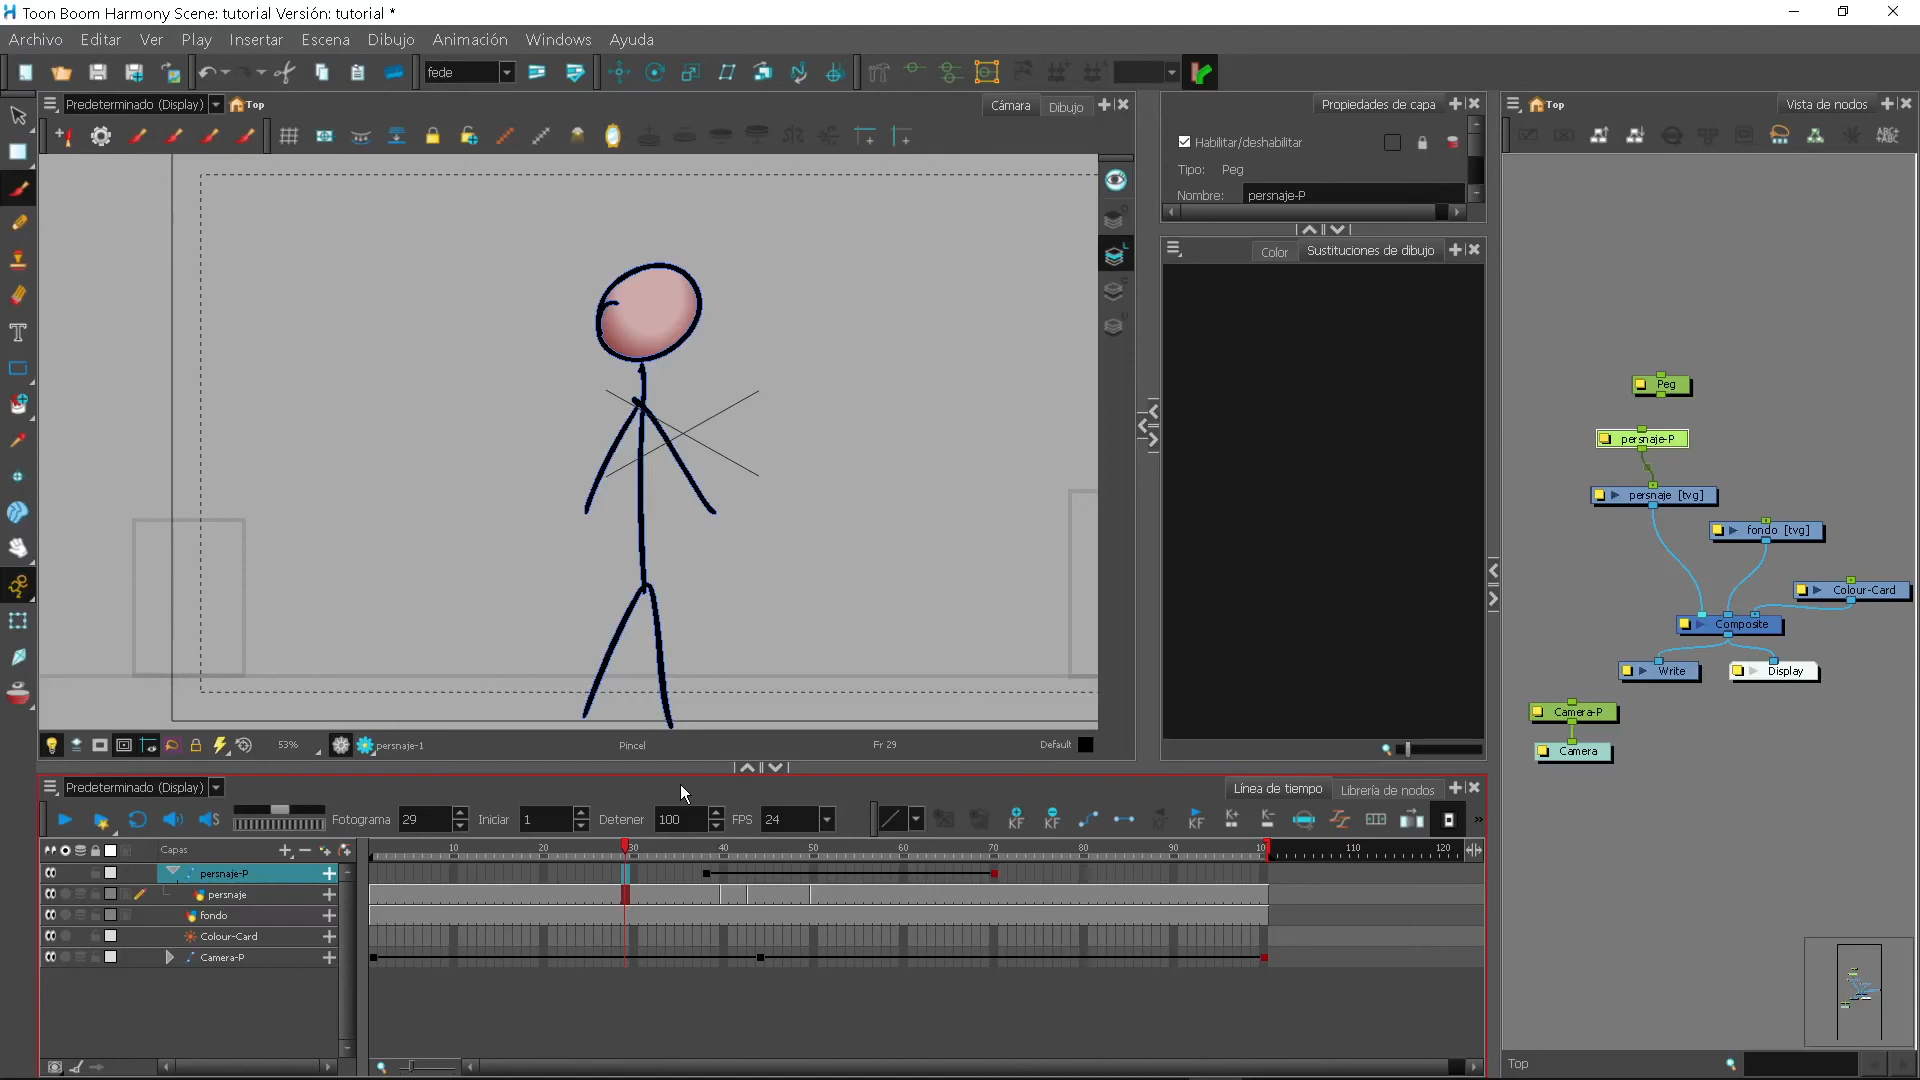 Toon Boom Harmony Scene: tutorial Versión: tutorial *
Archivo Editar Ver Play Insertar Escena Dibujo Animación Windows Ayuda
fede
Predeterminado (Display) Top Cámara Dibujo
Propiedades de capa
Top Vista de nodos
Habilitar/deshabilitar
Tipo: Peg
Nombre: persnaje-P
Color Sustituciones de dibujo
ABC
Peg
persnaje-P
persnaje [tvg]
fondo [tvg]
Colour-Card
Composite
Write Display
Camera-P
Camera
53% persnaje-1 Pincel Fr 29 Default
Predeterminado (Display) Línea de tiempo Librería de nodos
Fotograma 29 Iniciar 1 Detener 100 FPS 24
KF KF KF K+ K-
Capas 10 20 30 40 50 60 70 80 90 10 110 120
persnaje-P
persnaje
fondo
Colour-Card
Camera-P
Top